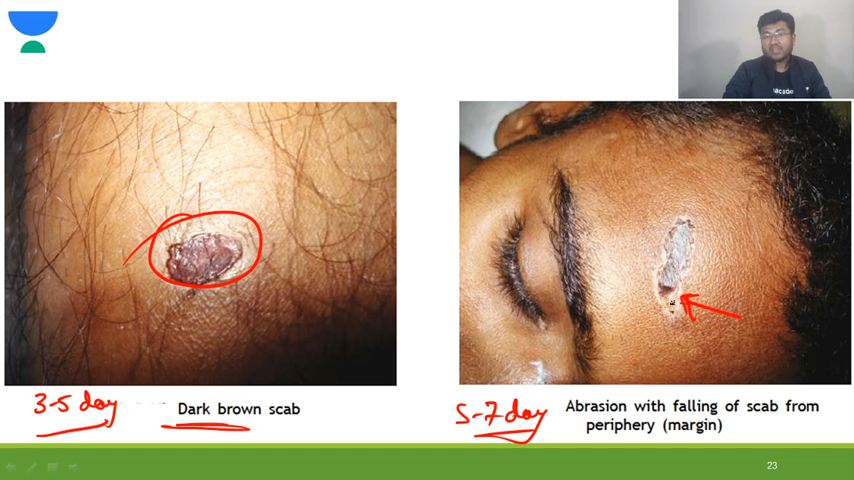 3-5 day
Dark brown scab
5-7 day
Abrasion with falling of scab from
periphery (margin)
23